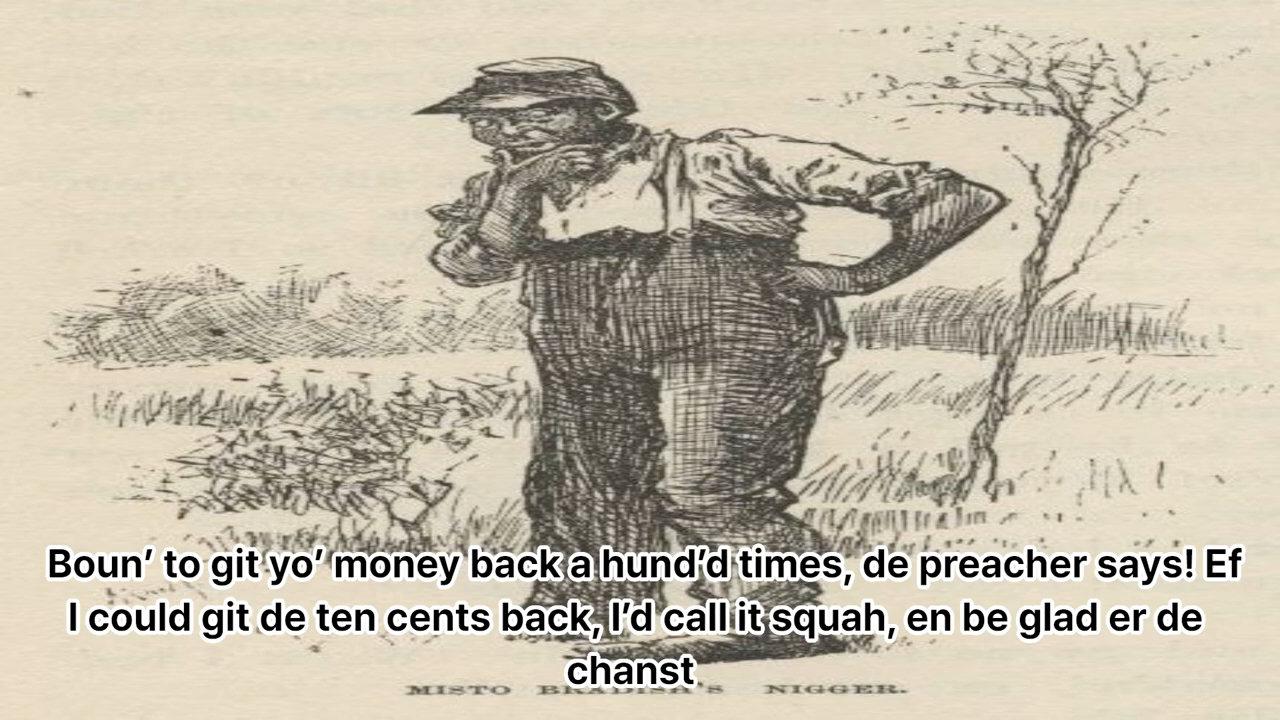 Boun’ to git yo’ money back a hund’d times, de preacher says! Ef
I could git de ten cents back, I’d call it squah, en be glad er de
chanst
MISTO BRADISH'S NIGGER.